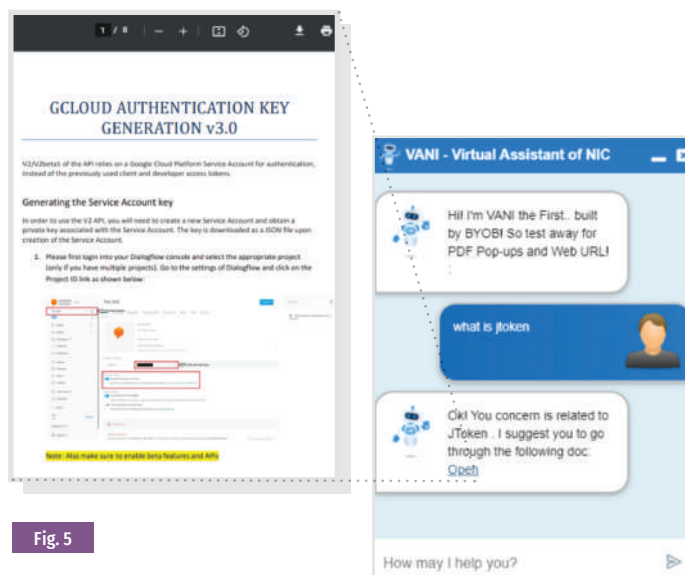 1 / 8
GCLOUD AUTHENTICATION KEY
GENERATION v3.0
V2/V2beta1 of the API relies on a Google Cloud Platform Service Account for authentication,
instead of the previously used client and developer access tokens.
Generating the Service Account key
In order to use the V2 API, you will need to create a new Service Account and obtain a
private key associated with the Service Account. The key is downloaded as a JSON file upon
creation of the Service Account.
1. Please first login into your Dialogflow console and select the appropriate project
(only if you have multiple projects). Go to the settings of Dialogflow and click on the
Project ID link as shown below:
Note : Also make sure to enable beta features and APIs
Fig. 5
VANI - Virtual Assistant of NIC
Hi! I'm VANI the First.. built
by BYOB! So test away for
PDF Pop-ups and Web URL!
:
what is jtoken
Ok! You concern is related to
JToken . I suggest you to go
through the following doc:
Open
How may I help you?